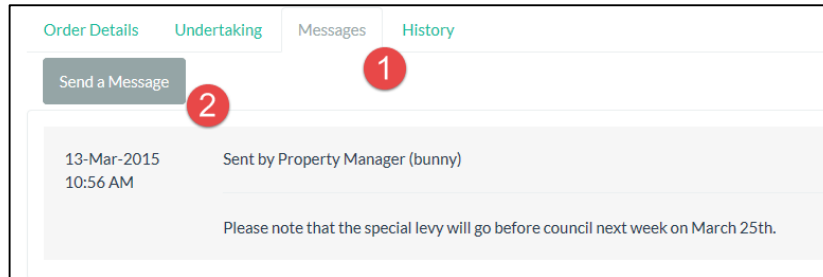 Order Details Undertaking Messages History
1
Send a Message
2
13-Mar-2015 Sent by Property Manager (bunny)
10:56 AM
Please note that the special levy will go before council next week on March 25th.